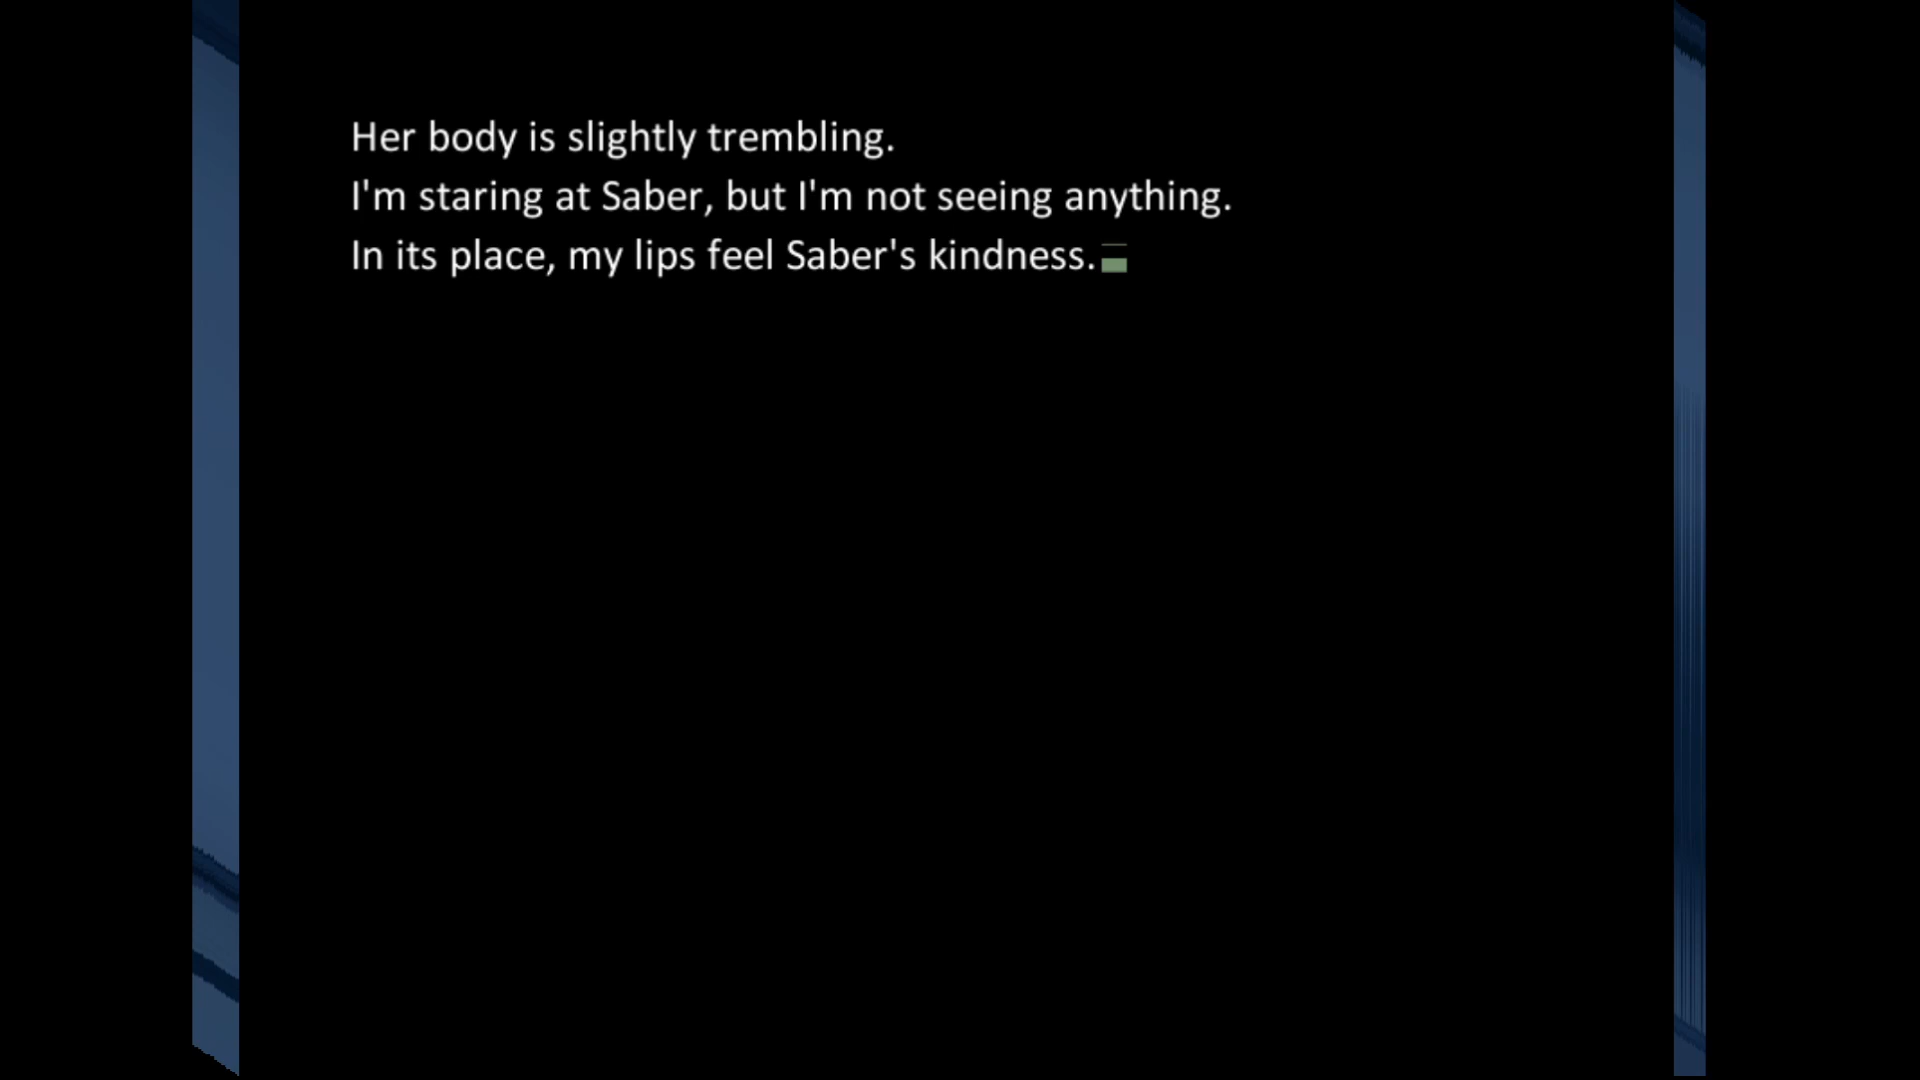 Her body is slightly trembling.
I'm staring at Saber, but I'm not seeing anything.
In its place, my lips feel Saber's kindness.